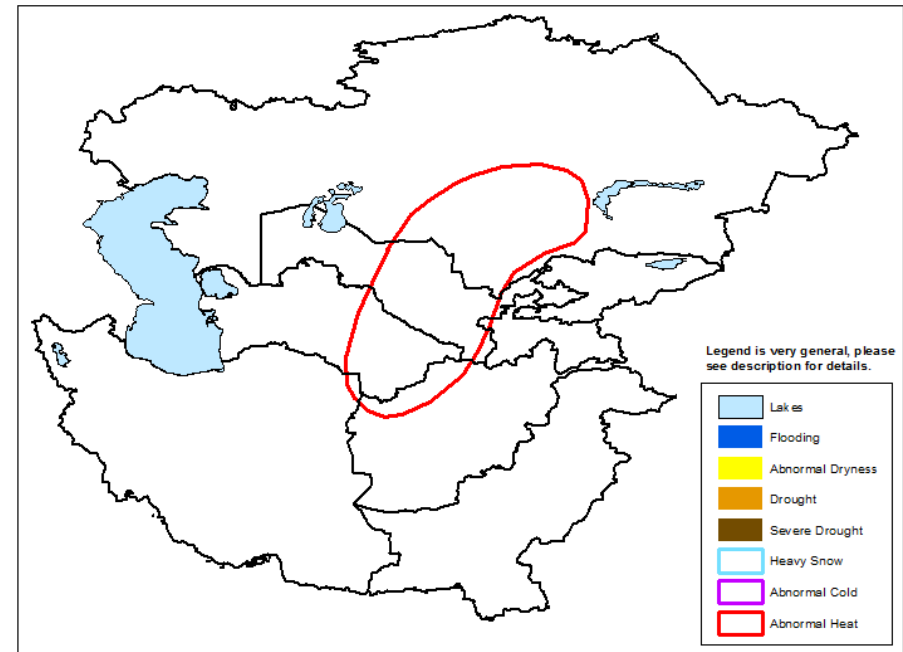 Legend is very general, please
see description for details.
Lakes
Flooding
Abnormal Dryness
Drought
Severe Drought
Heavy Snow
Abnormal Cold
Abnormal Heat